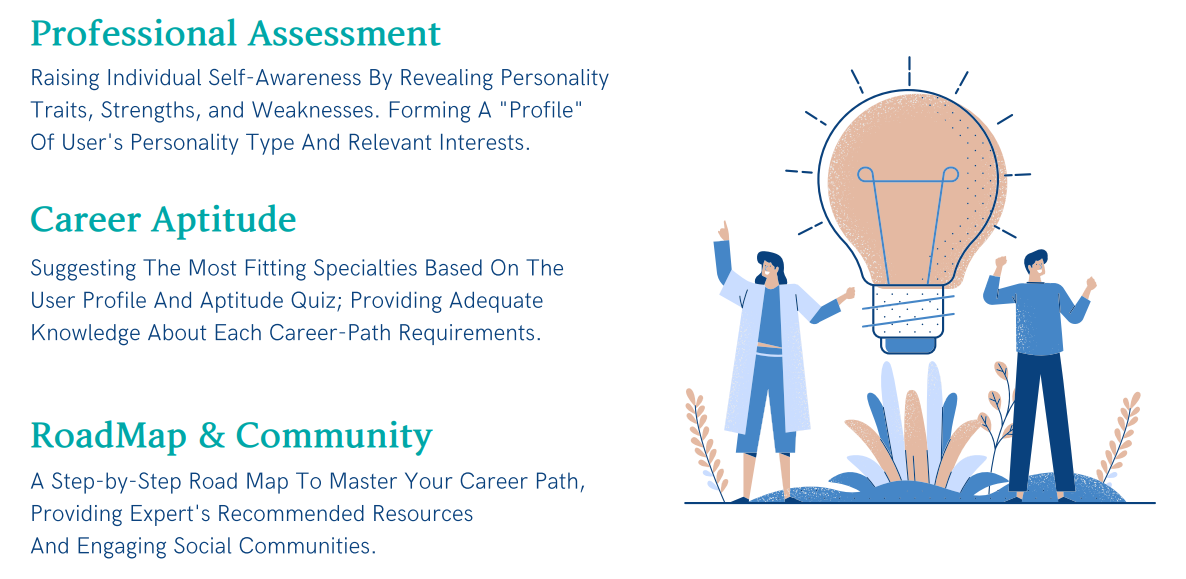 Professional Assessment
Raising Individual Self-Awareness By Revealing Personality
Traits, Strengths, and Weaknesses. Forming A "Profile"
Of User's Personality Type And Relevant Interests.
Career Aptitude
Suggesting The Most Fitting Specialties Based On The
User Profile And Aptitude Quiz; Providing Adequate
Knowledge About Each Career-Path Requirements.
RoadMap & Community
A Step-by-Step Road Map To Master Your Career Path,
Providing Expert's Recommended Resources
And Engaging Social Communities.